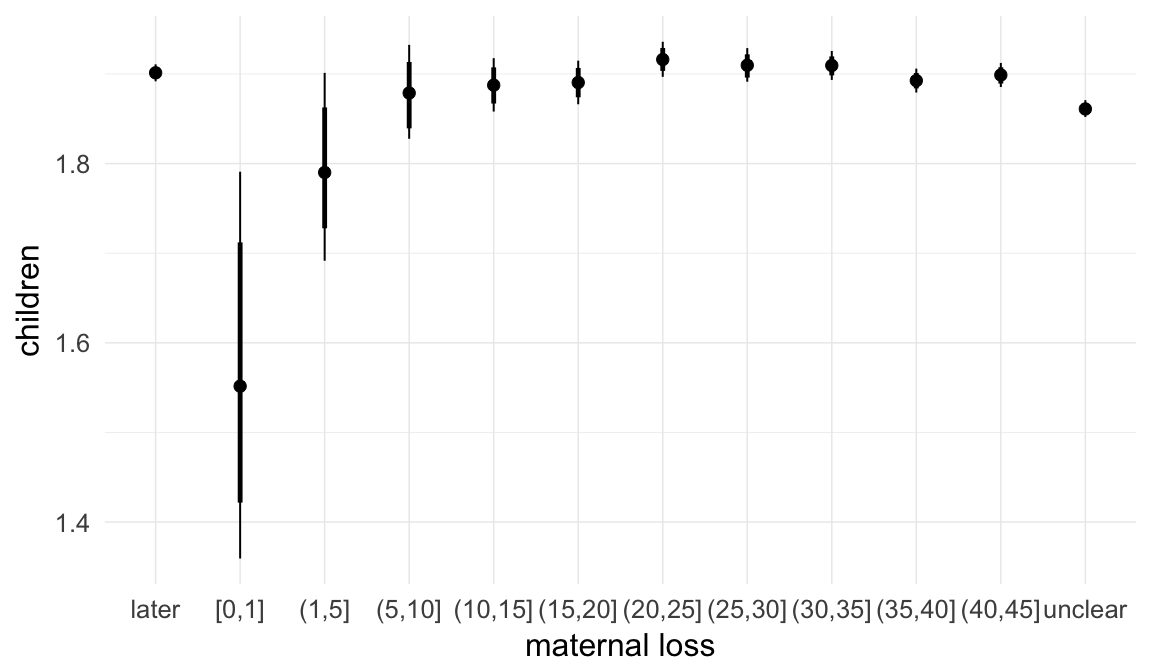 children
1.8
1.6
1.4
later [0,1] (1,5] (5,10] (10,15] (15,20] (20,25] (25,30] (30,35] (35,40] (40,45] unclear
maternal loss